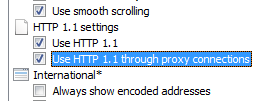 Use smooth scrolling
HTTP 1.1 settings
Use HTTP 1.1
Use HTTP 1.1 through proxy connections
International*
Always show encoded addresses